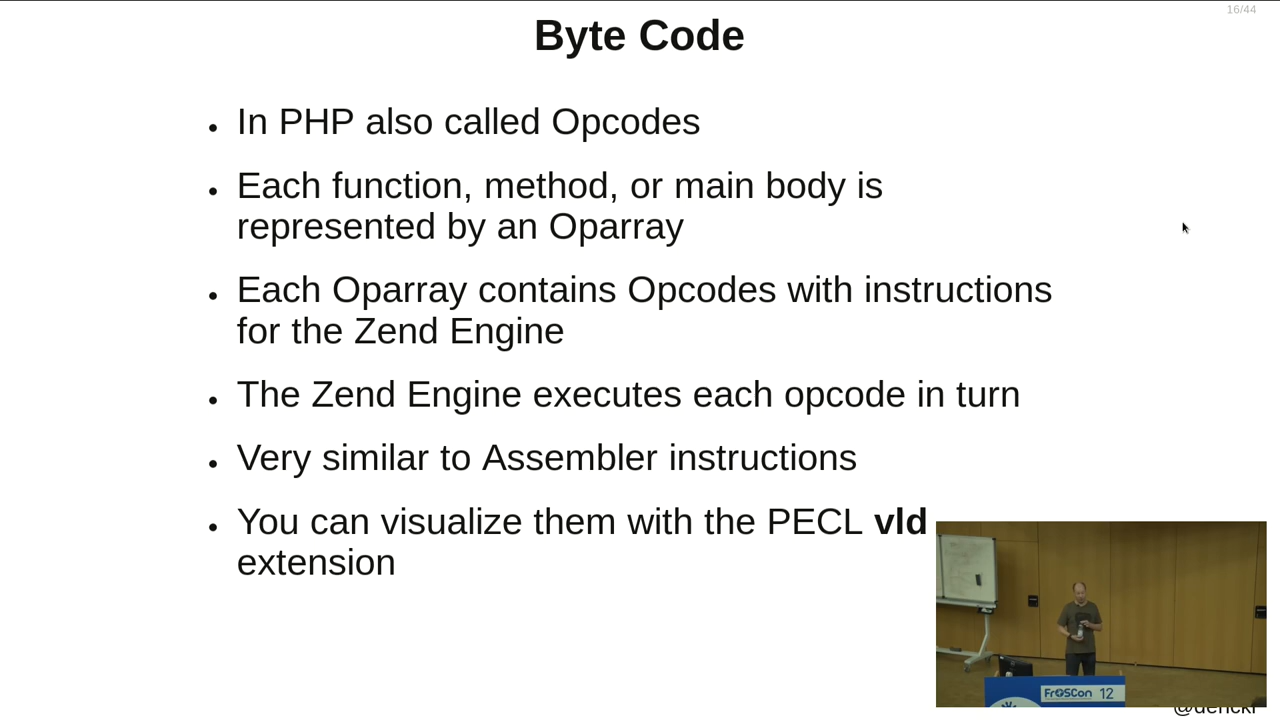 16/44
Byte Code
• In PHP also called Opcodes
• Each function, method, or main body is
represented by an Oparray
• Each Oparray contains Opcodes with instructions
for the Zend Engine
• The Zend Engine executes each opcode in turn
• Very similar to Assembler instructions
• You can visualize them with the PECL vld
extension
FrOSCon 12